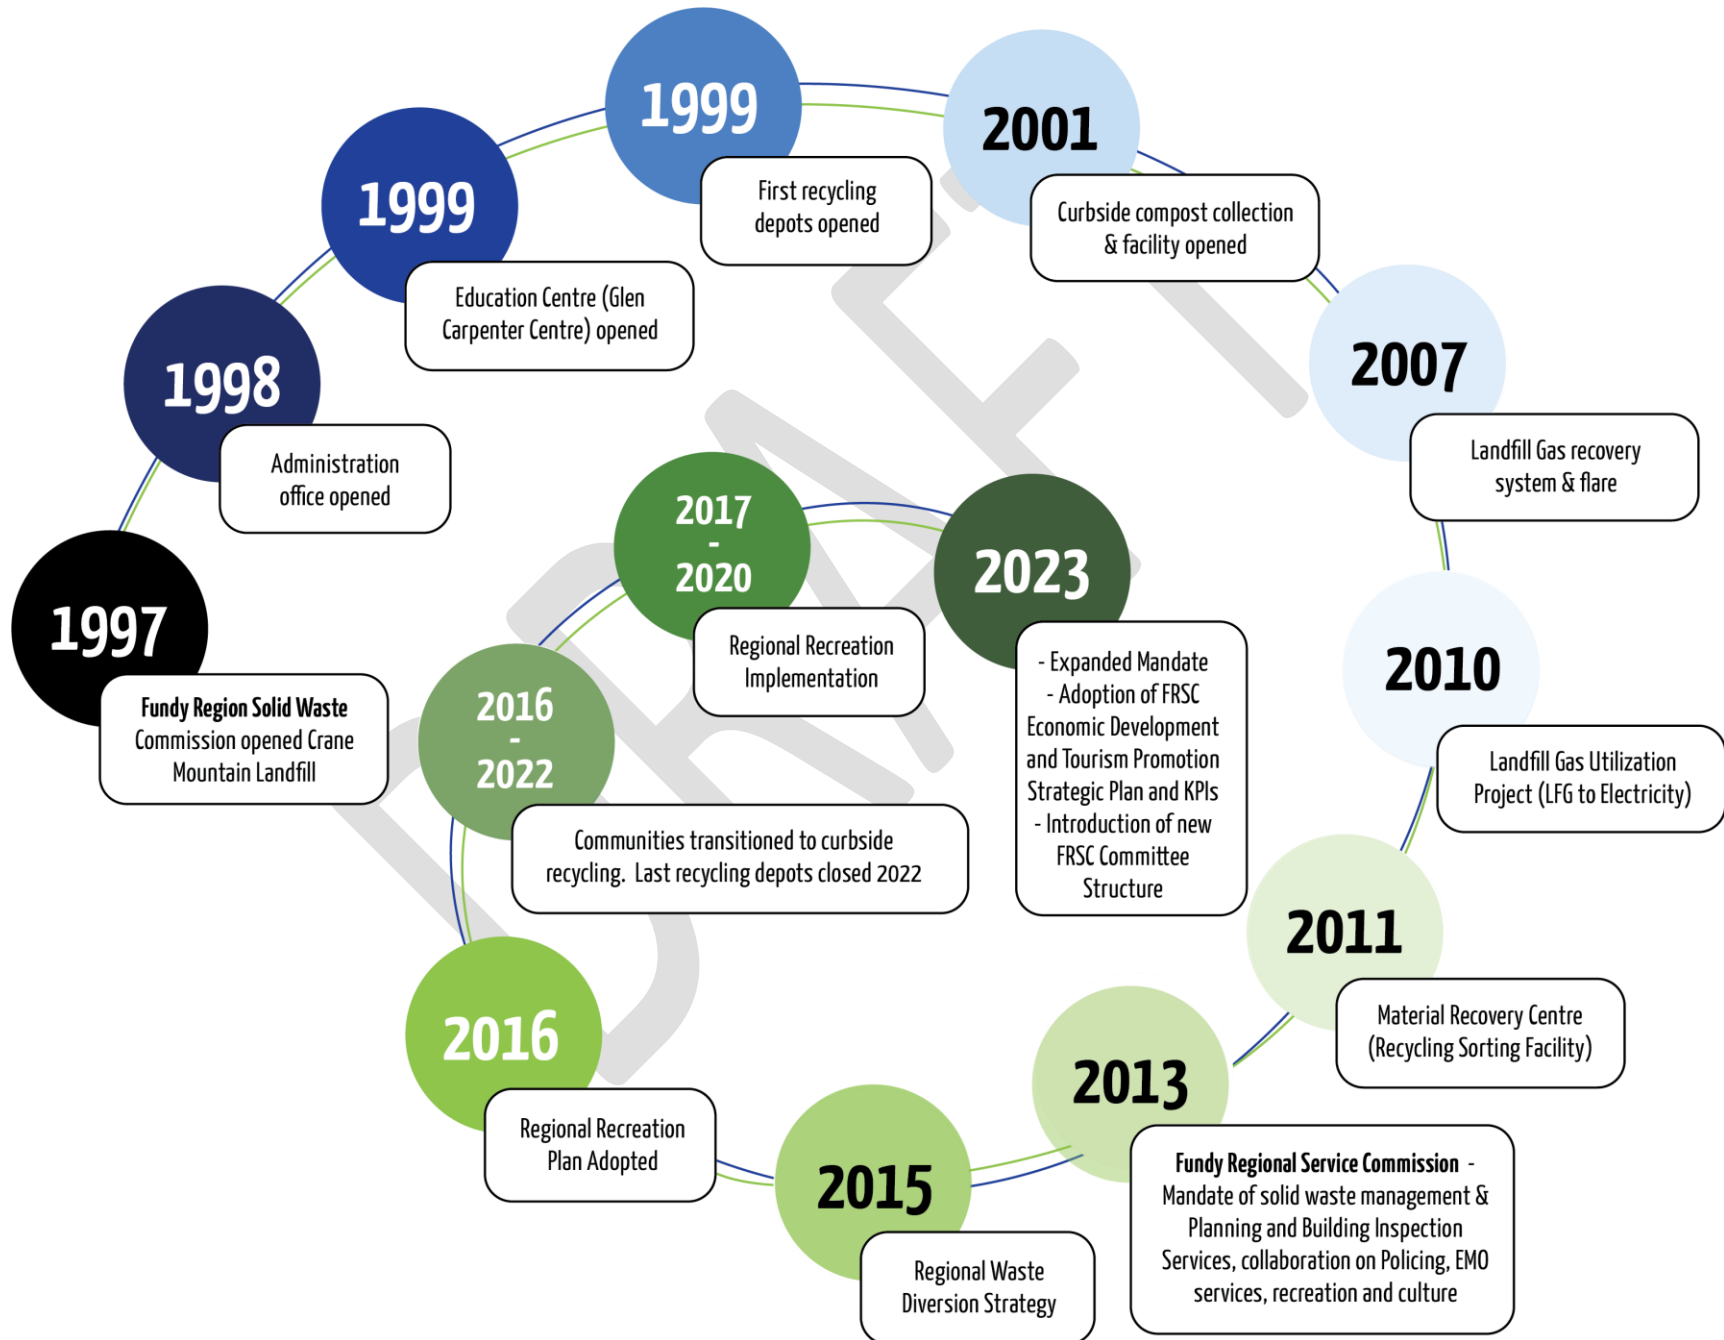 1997
Fundy Region Solid Waste
Commission opened Crane
Mountain Landfill
1998
Administration
office opened
1999
Education Centre (Glen
Carpenter Centre) opened
1999
First recycling
depots opened
2001
Curbside compost collection
& facility opened
2007
Landfill Gas recovery
system & flare
2010
Landfill Gas Utilization
Project (LFG to Electricity)
2011
Material Recovery Centre
(Recycling Sorting Facility)
2013
Fundy Regional Service Commission -
Mandate of solid waste management &
Planning and Building Inspection
Services, collaboration on Policing, EMO
services, recreation and culture
2015
Regional Waste
Diversion Strategy
2016
Regional Recreation
Plan Adopted
2016
-
2022
Communities transitioned to curbside
recycling. Last recycling depots closed 2022
2017
-
2020
Regional Recreation
Implementation
2023
- Expanded Mandate
- Adoption of FRSC
Economic Development
and Tourism Promotion
Strategic Plan and KPIs
- Introduction of new
FRSC Committee
Structure
DRAFT